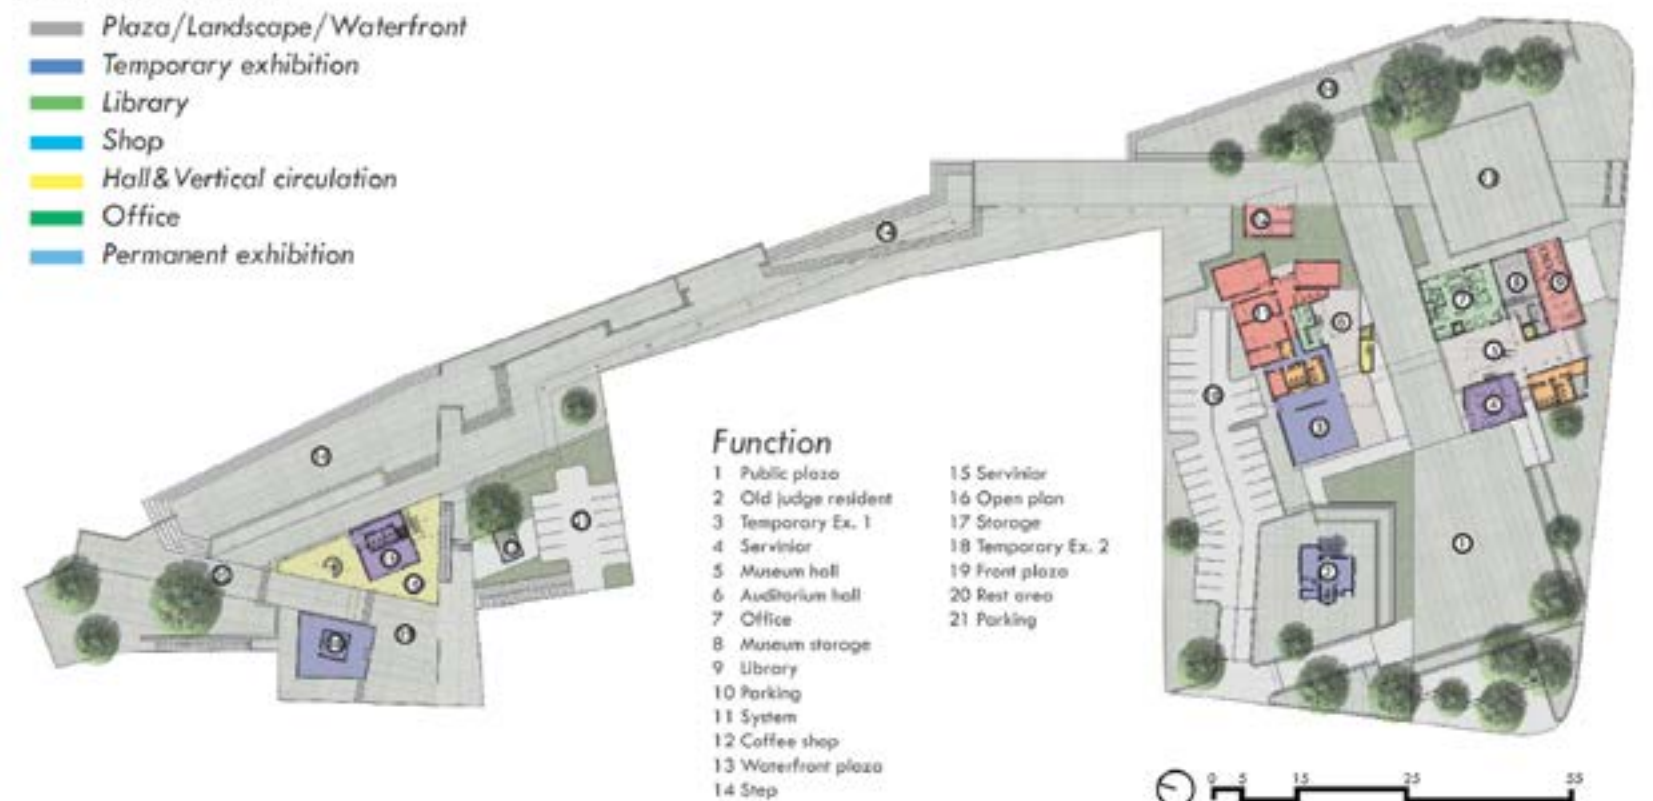 Plaza/Landscape/Waterfront
Temporary exhibition
Library
Shop
Hall&Vertical circulation
Office
Permanent exhibition
Function
1 Public plaza
2 Old judge resident
3 Temporary Ex. 1
4 Servinior
5 Museum hall
6 Auditorium hall
7 Office
8 Museum storage
9 Library
10 Parking
11 System
12 Coffee shop
13 Waterfront plaza
14 Step
15 Servinior
16 Open plan
17 Storage
18 Temporary Ex. 2
19 Front plaza
20 Rest area
21 Parking
0 5 15 25 55